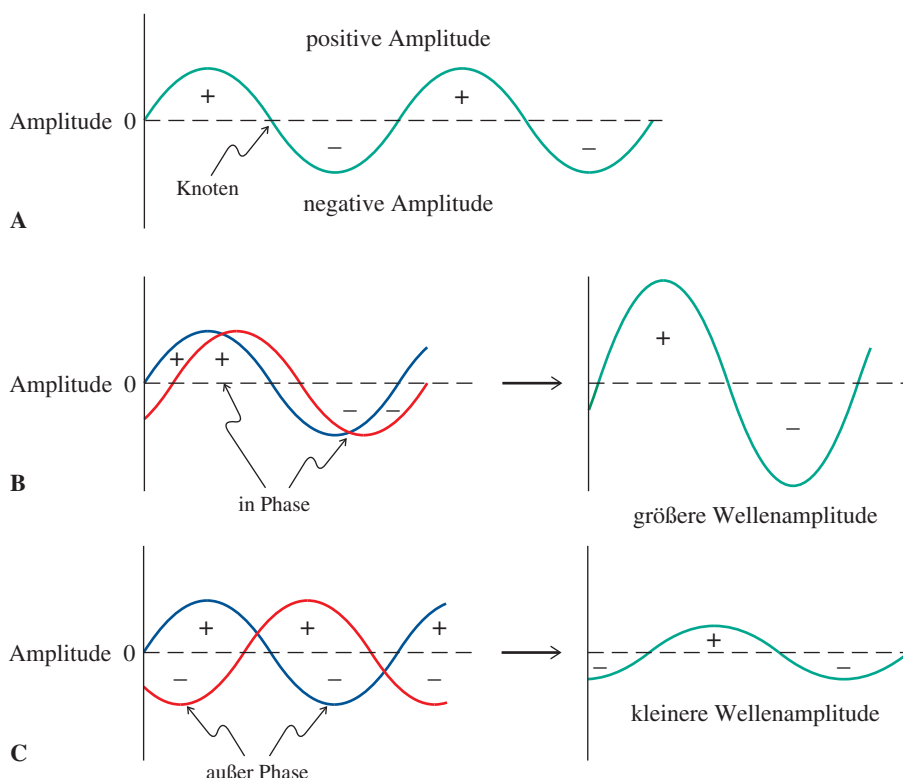 positive Amplitude
+ +
Amplitude 0
– –
Knoten
negative Amplitude
A
+ + +
Amplitude 0
– – –
in Phase
B
größere Wellenamplitude
+ + + +
Amplitude 0
– – – – –
kleinere Wellenamplitude
C
außer Phase